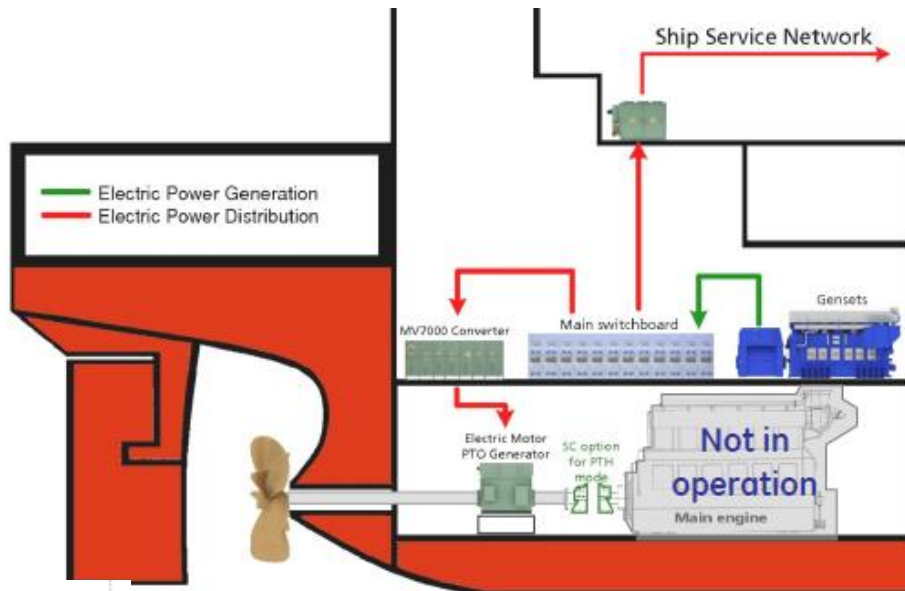 Ship Service Network
Electric Power Generation
Electric Power Distribution
Gensets
MV7000 Converter
Main switchboard
Electric Motor
PTO Generator
SC option
for PTH
mode
Not in
operation
Main engine